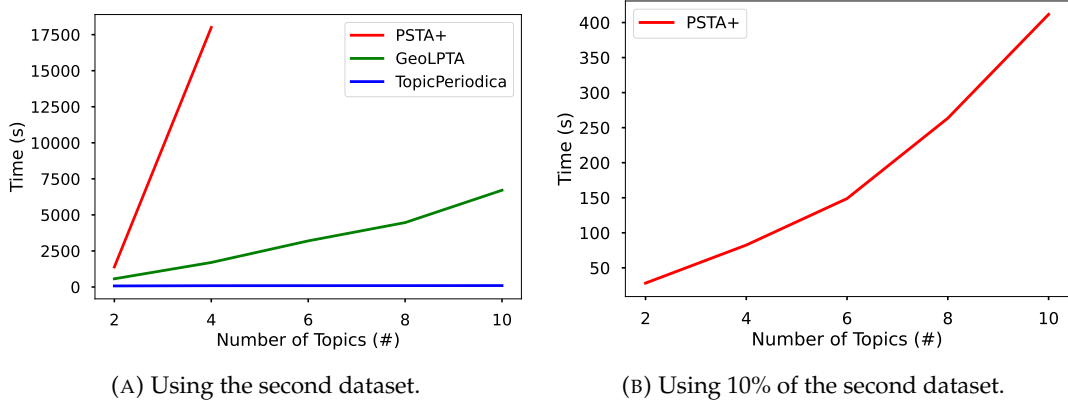 17500
15000
12500
10000
7500
5000
2500
0
Time (s)
PSTA+
GeoLPTA
TopicPeriodica
2 4 6 8 10
Number of Topics (#)
(A) Using the second dataset.
400
350
300
250
200
150
100
50
Time (s)
PSTA+
2 4 6 8 10
Number of Topics (#)
(B) Using 10% of the second dataset.